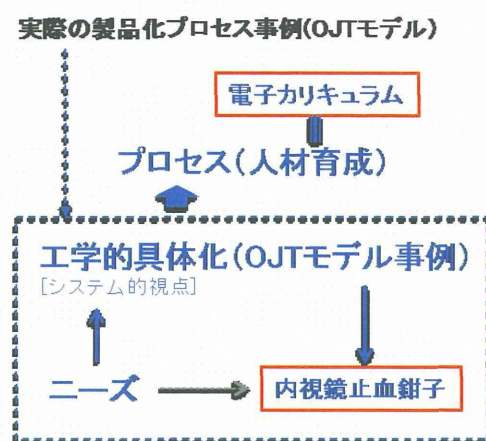 実際の製品化プロセス事例(OJTモデル)
電子カリキュラム
プロセス(人材育成)
工学的具体化(OJTモデル事例)
[システム的視点]
ニーズ
内視鏡止血鉗子